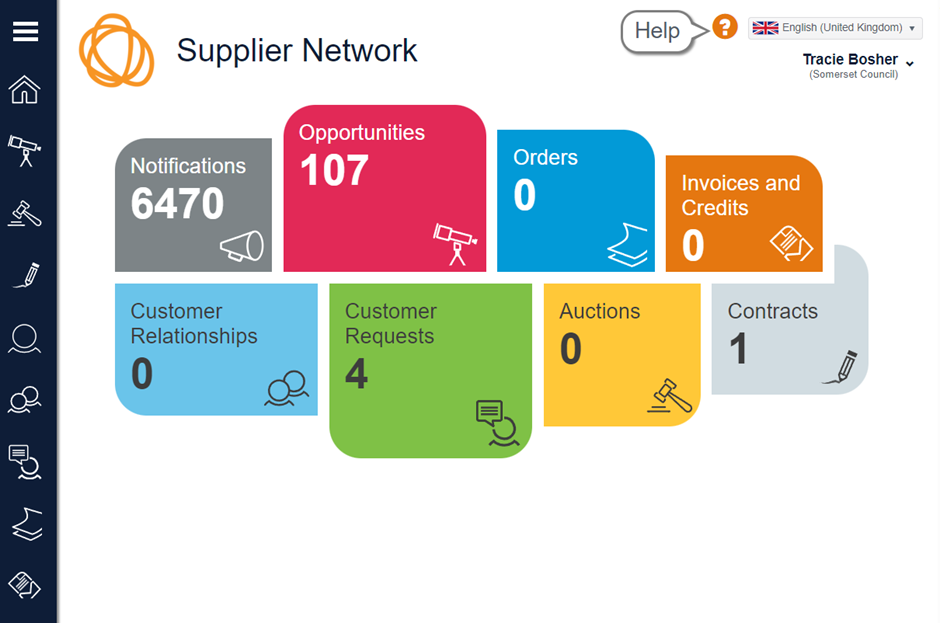 Supplier Network
Help
?
English (United Kingdom)
Tracie Bosher
(Somerset Council)
Notifications
6470
Opportunities
107
Orders
0
Invoices and
Credits
0
Customer
Relationships
0
Customer
Requests
4
Auctions
0
Contracts
1